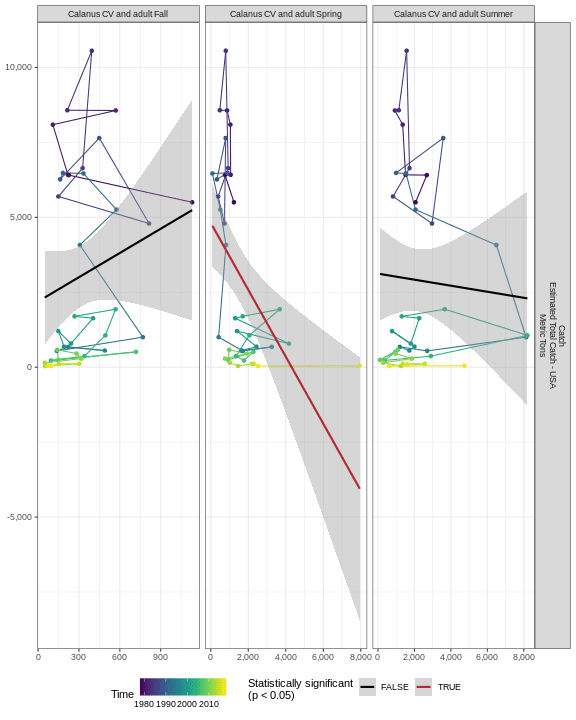 Calanus CV and adult Fall
Calanus CV and adult Spring
Calanus CV and adult Summer
10,000
5,000
0
-5,000
Catch
Estimated Total Catch - USA
Metric Tons
0 300 600 900
0 2,000 4,000 6,000 8,000
0 2,000 4,000 6,000 8,000
Time
1980 1990 2000 2010
Statistically significant
(p < 0.05)
FALSE
TRUE